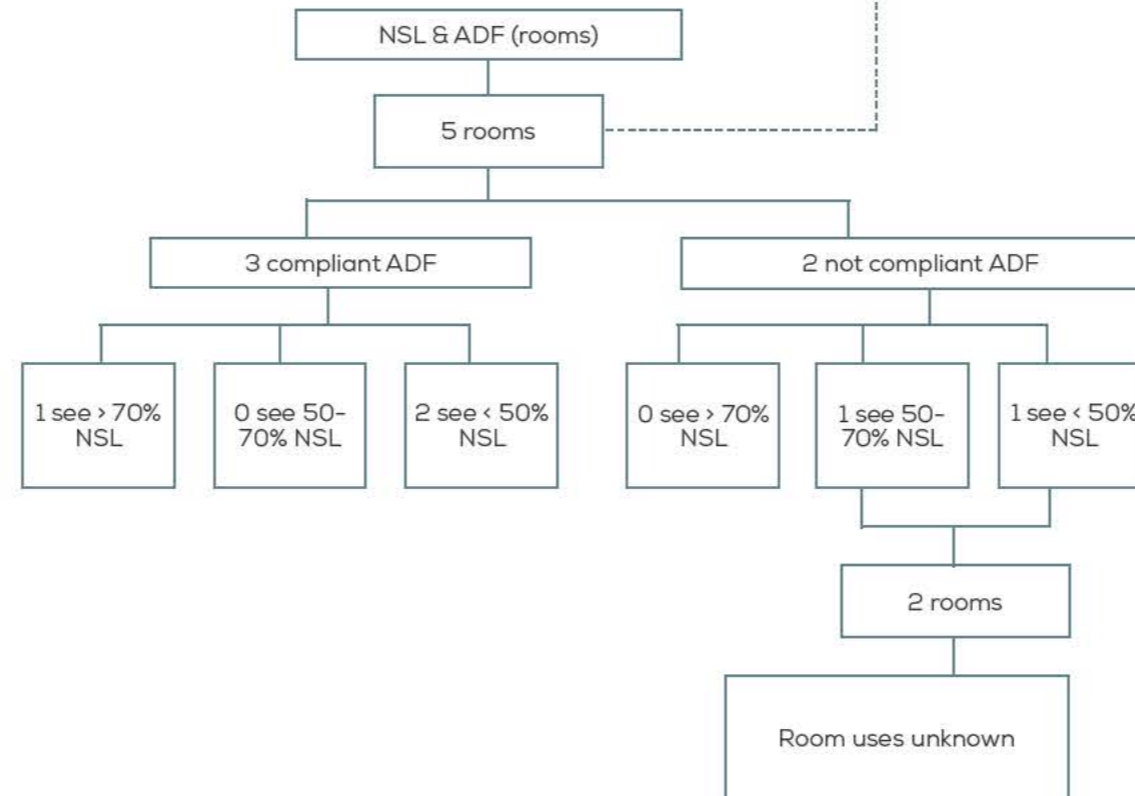 NSL & ADF (rooms)
5 rooms
3 compliant ADF
2 not compliant ADF
1 see > 70%
NSL
0 see 50-
70% NSL
2 see < 50%
NSL
0 see > 70%
NSL
1 see 50-
70% NSL
1 see < 50%
NSL
2 rooms
Room uses unknown